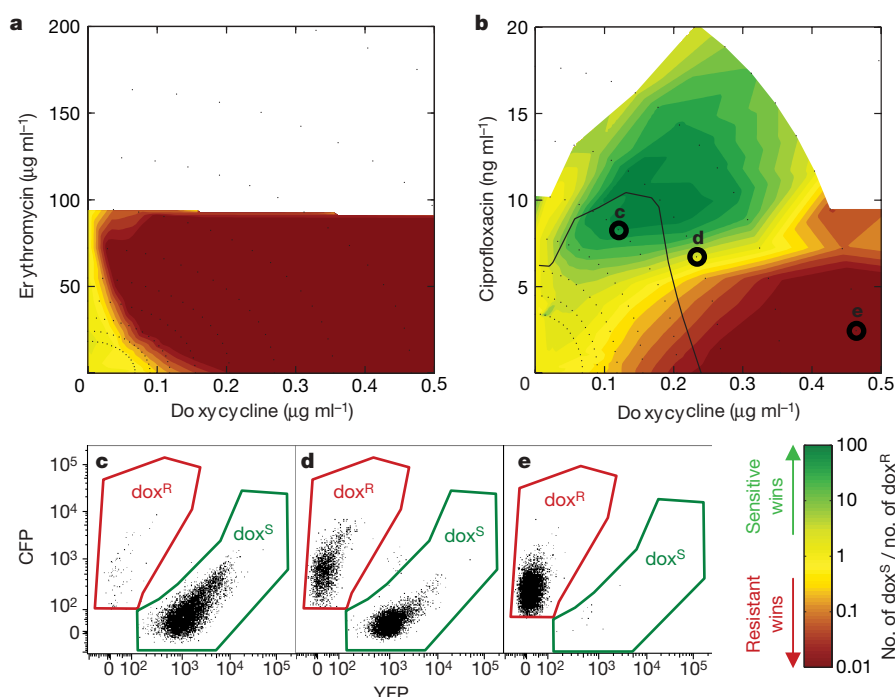 a
200
150
100
50
Erythromycin (μg ml⁻¹)
0 0.1 0.2 0.3 0.4 0.5
Do xycycline (μg ml⁻¹)
b
20
15
10
5
Ciprofloxacin (ng ml⁻¹)
c
d
e
0 0.1 0.2 0.3 0.4 0.5
Do xycycline (μg ml⁻¹)
c
doxᴿ
doxˢ
10⁵
10⁴
10³
10²
0
CFP
0 10² 10³ 10⁴ 10⁵
d
doxᴿ
doxˢ
0 10² 10³ 10⁴ 10⁵
YFP
e
doxᴿ
doxˢ
0 10² 10³ 10⁴ 10⁵
Sensitive
wins
Resistant
wins
100
10
1
0.1
0.01
No. of doxˢ / no. of doxᴿ